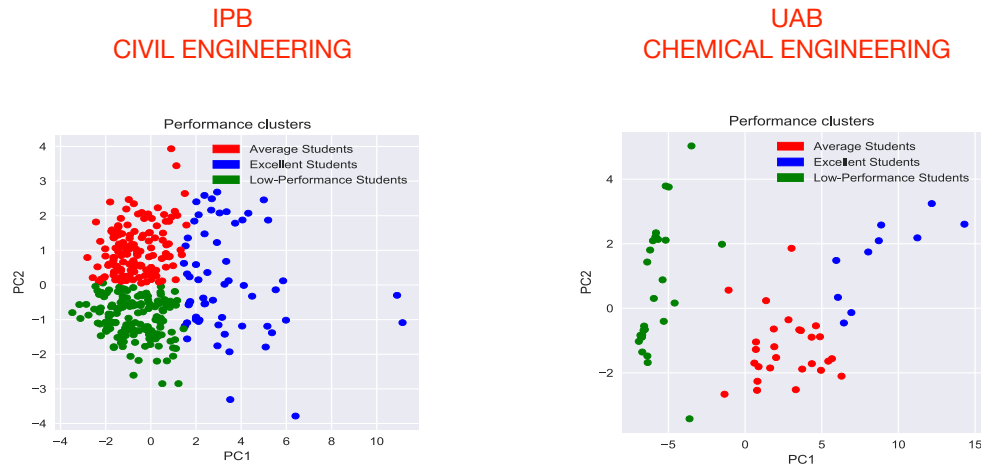 IPB
CIVIL ENGINEERING
UAB
CHEMICAL ENGINEERING
Performance clusters
Average Students
Excellent Students
Low-Performance Students
PC2
4
3
2
1
0
−1
−2
−3
−4
−4 −2 0 2 4 6 8 10
PC1
Performance clusters
Average Students
Excellent Students
Low-Performance Students
PC2
4
2
0
−2
−5 0 5 10 15
PC1